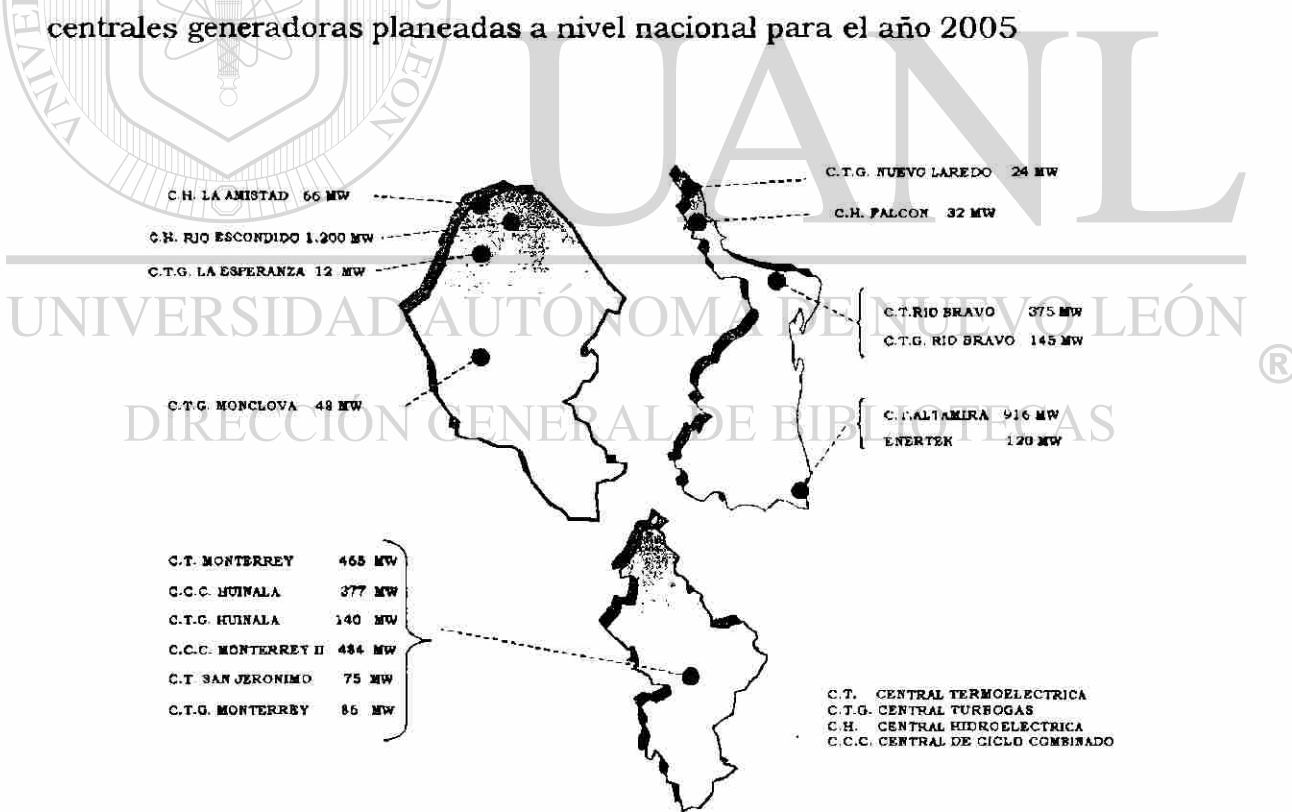 centrales generadoras planeadas a nivel nacional para el año 2005
UANL
UNIVERSIDAD AUTÓNOMA DE NUEVO LEÓN
®
DIRECCIÓN GENERAL DE BIBLIOTECAS
C.H. LA AMISTAD 66 MW
C.H. RIO ESCONDIDO 1,200 MW
C.T.G. LA ESPERANZA 12 MW
C.T.G. MONCLOVA 48 MW
C.T.G. NUEVO LAREDO 24 MW
C.H. FALCON 32 MW
C.T.RIO BRAVO 375 MW
C.T.G. RIO BRAVO 145 MW
C.T.ALTAMIRA 916 MW
ENERTEK 120 MW
C.T. MONTERREY 465 MW
C.C.C. HUINALA 377 MW
C.T.G. HUINALA 140 MW
C.C.C. MONTERREY II 484 MW
C.T SAN JERONIMO 75 MW
C.T.G. MONTERREY 86 MW
C.T. CENTRAL TERMOELECTRICA
C.T.G. CENTRAL TURBOGAS
C.H. CENTRAL HIDROELECTRICA
C.C.C. CENTRAL DE CICLO COMBINADO